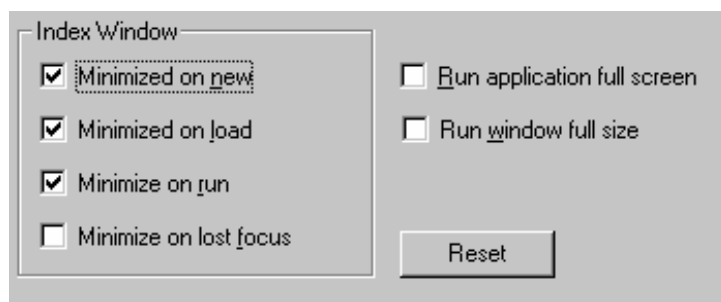 Index Window
Minimized on new
Minimized on load
Minimize on run
Minimize on lost focus
Run application full screen
Run window full size
Reset